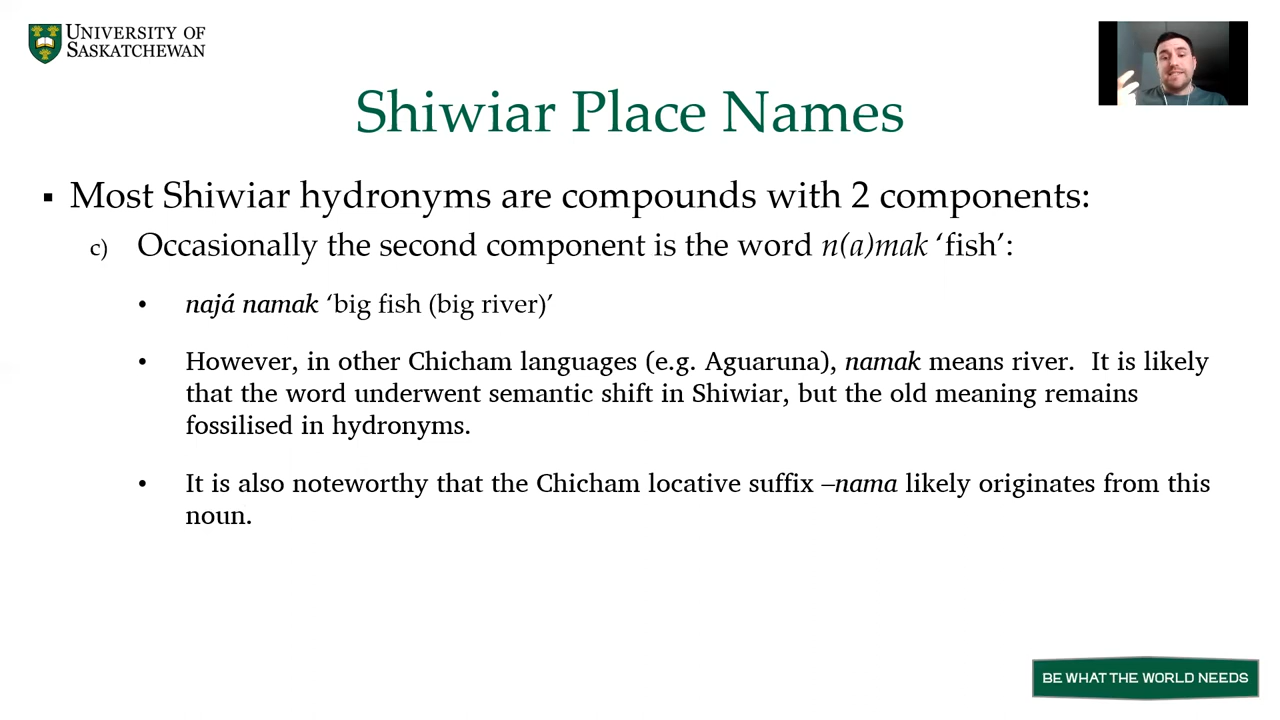 UNIVERSITY OF
SASKATCHEWAN
Shiwiar Place Names
▪ Most Shiwiar hydronyms are compounds with 2 components:
c) Occasionally the second component is the word n(a)mak ‘fish’:
• najá namak ‘big fish (big river)’
• However, in other Chicham languages (e.g. Aguaruna), namak means river. It is likely
that the word underwent semantic shift in Shiwiar, but the old meaning remains
fossilised in hydronyms.
• It is also noteworthy that the Chicham locative suffix –nama likely originates from this
noun.
BE WHAT THE WORLD NEEDS